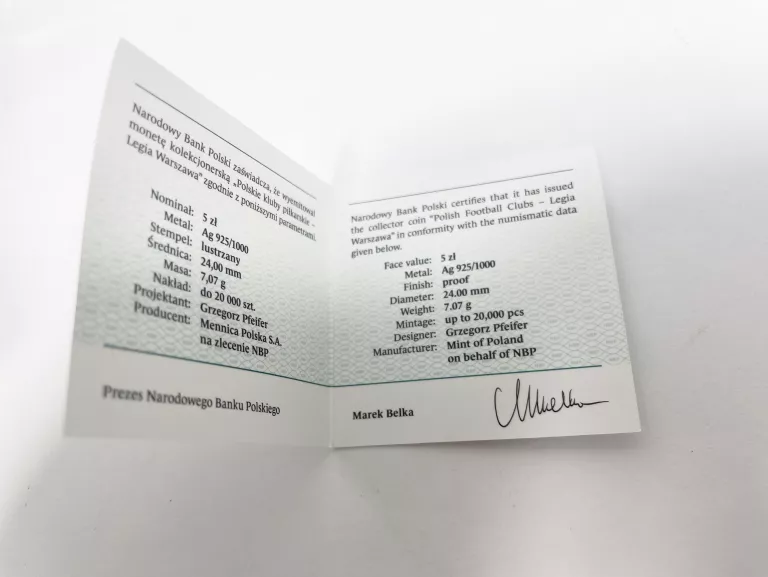 Narodowy Bank Polski zaświadcza, że wyemitował
monetę kolekcjonerską „Polskie kluby piłkarskie –
Legia Warszawa” zgodnie z poniższymi parametrami.
Nominał: 5 zł
Metal: Ag 925/1000
Stempel: lustrzany
Średnica: 24,00 mm
Masa: 7,07 g
Nakład: do 20 000 szt.
Projektant: Grzegorz Pfeifer
Producent: Mennica Polska S.A.
na zlecenie NBP
Prezes Narodowego Banku Polskiego
Narodowy Bank Polski certifies that it has issued
the collector coin “Polish Football Clubs – Legia
Warszawa” in conformity with the numismatic data
given below.
Face value: 5 zł
Metal: Ag 925/1000
Finish: proof
Diameter: 24.00 mm
Weight: 7.07 g
Mintage: up to 20,000 pcs
Designer: Grzegorz Pfeifer
Manufacturer: Mint of Poland
on behalf of NBP
Marek Belka